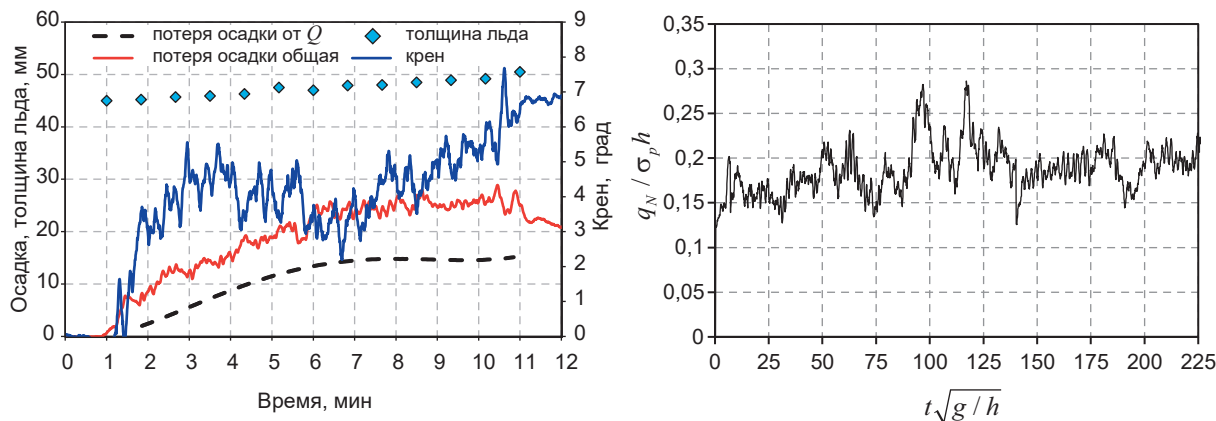 потеря осадки от Q
толщина льда
потеря осадки общая
крен
Осадка, толщина льда, мм
60
50
40
30
20
10
0
9
8
7
6
5
4
3
2
1
0
Крен, град
0 1 2 3 4 5 6 7 8 9 10 11 12
Время, мин
q_N / σ_p h
0,35
0,3
0,25
0,2
0,15
0,1
0,05
0
0 25 50 75 100 125 150 175 200 225
t√g / h